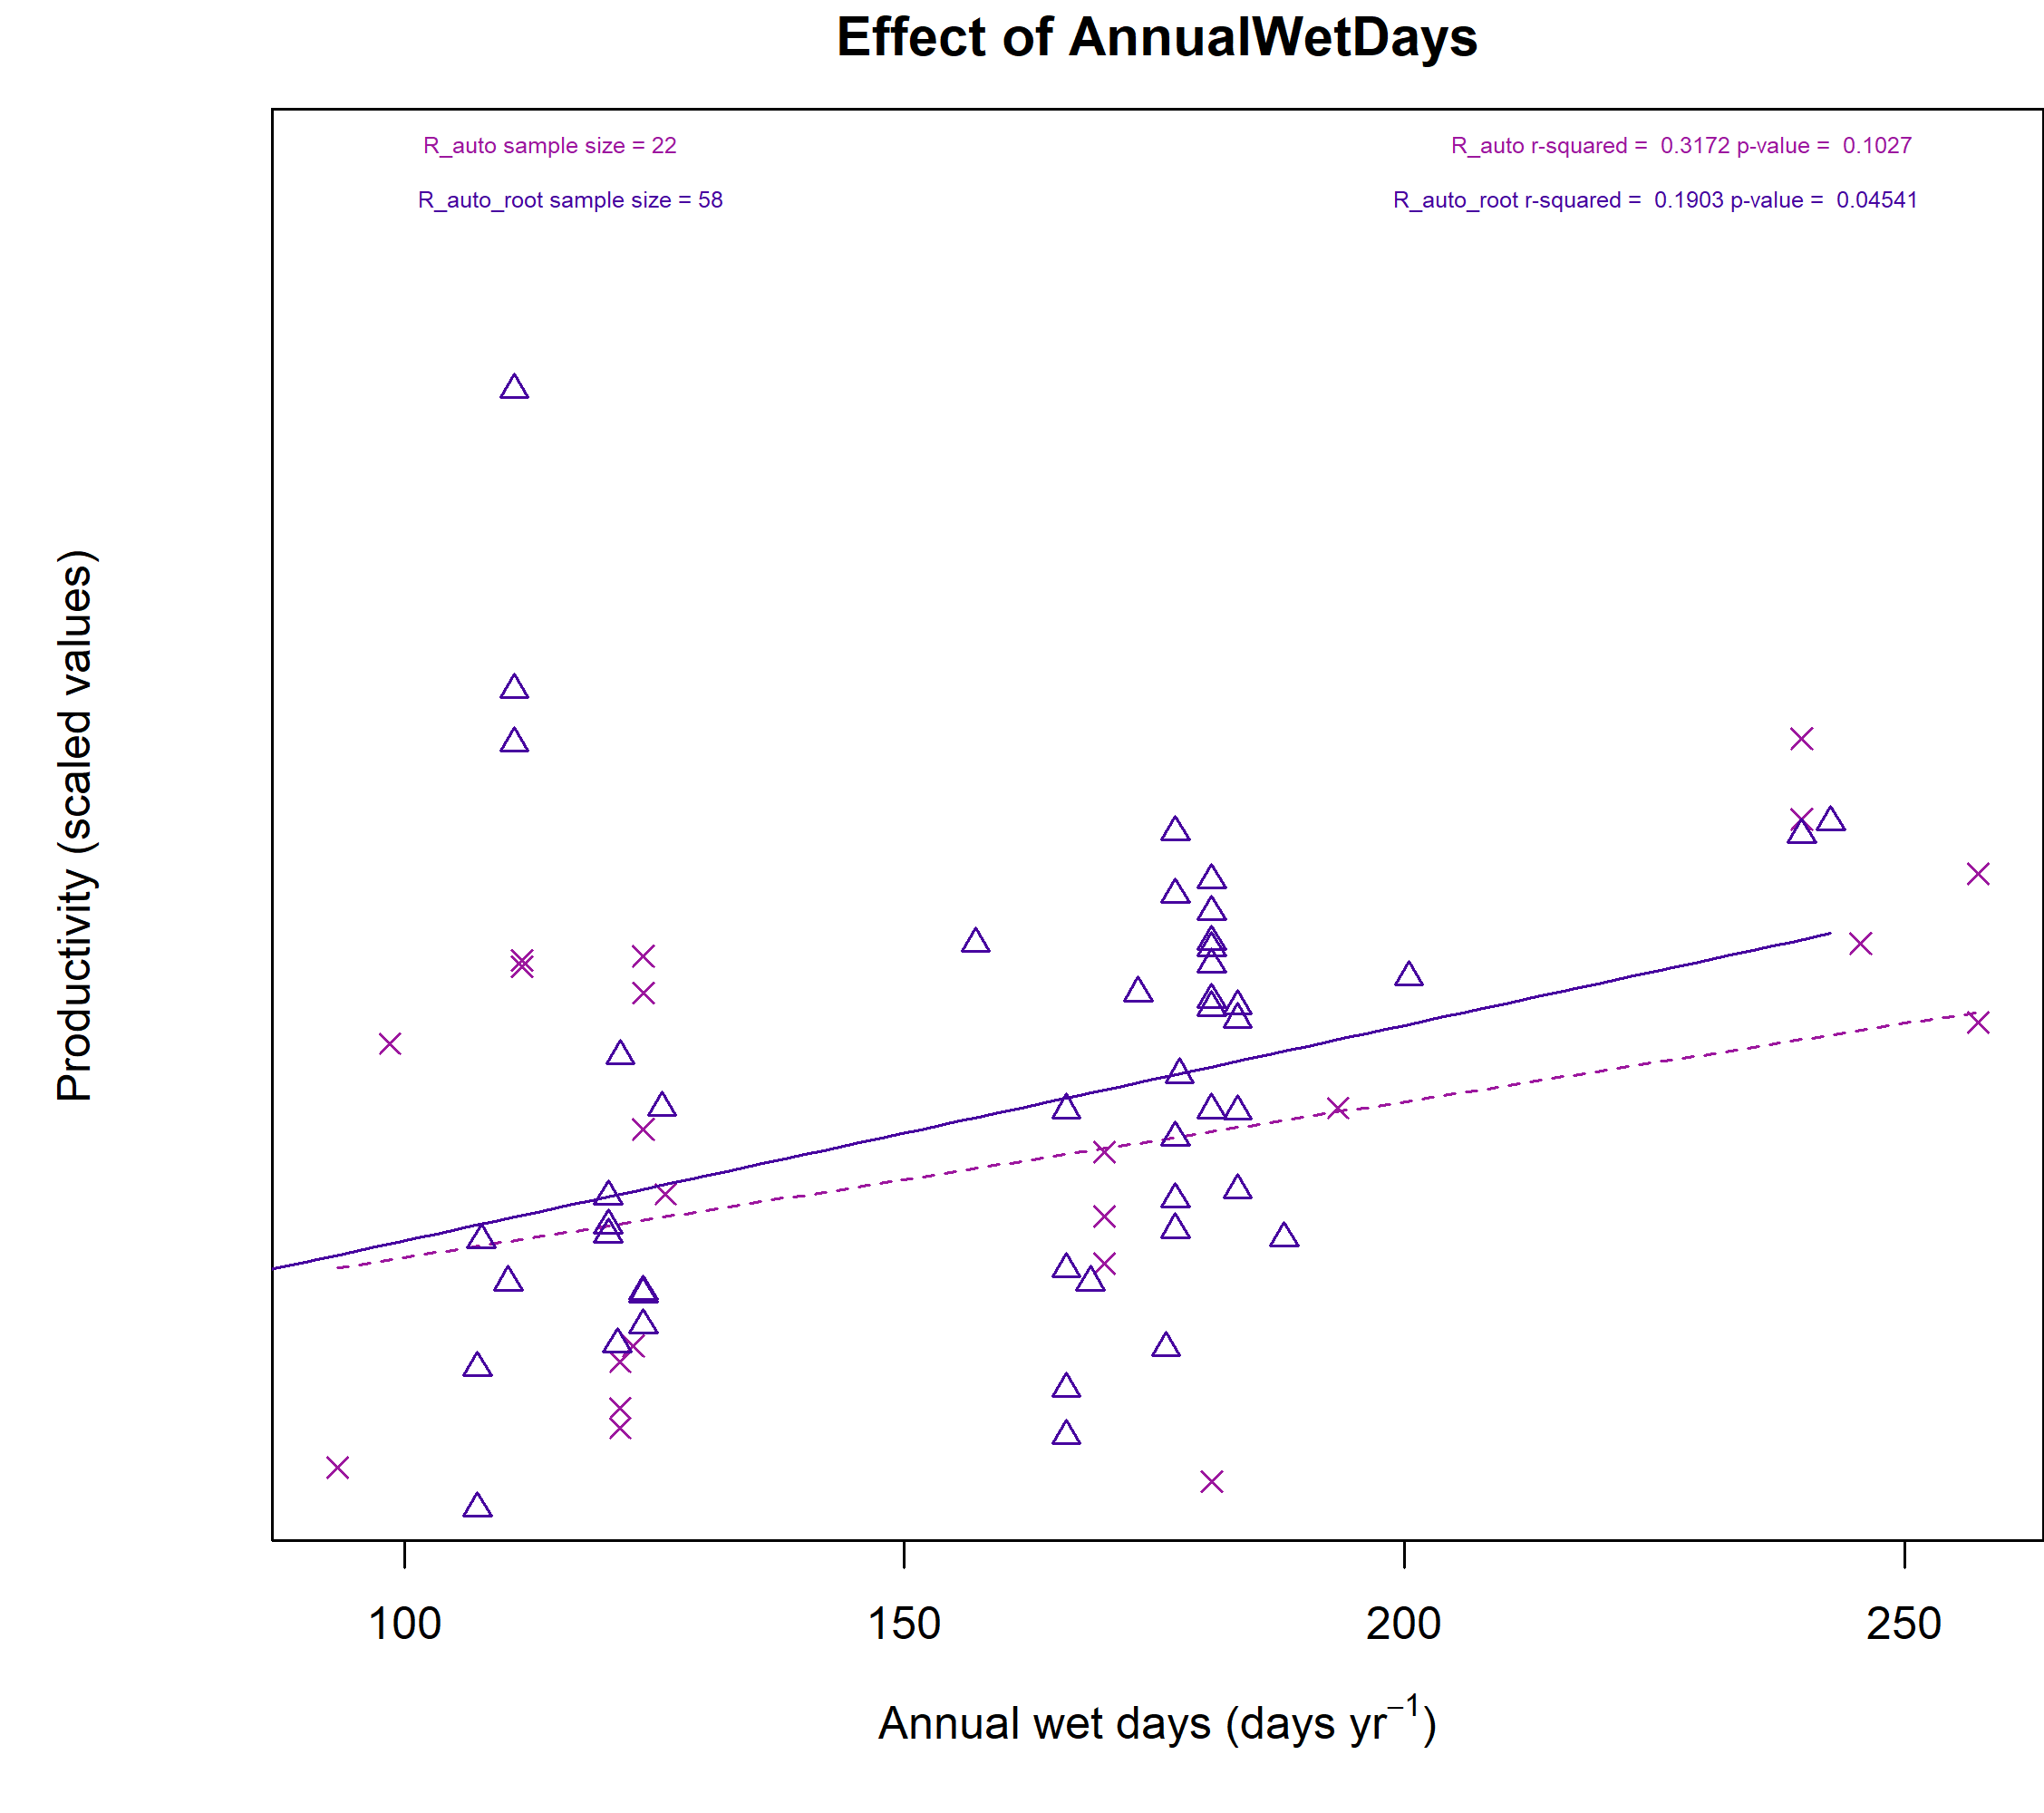 Effect of AnnualWetDays
R_auto sample size = 22
R_auto r-squared =  0.3172 p-value =  0.1027
R_auto_root sample size = 58
R_auto_root r-squared =  0.1903 p-value =  0.04541
Productivity (scaled values)
100 150 200 250
Annual wet days (days yr⁻¹)